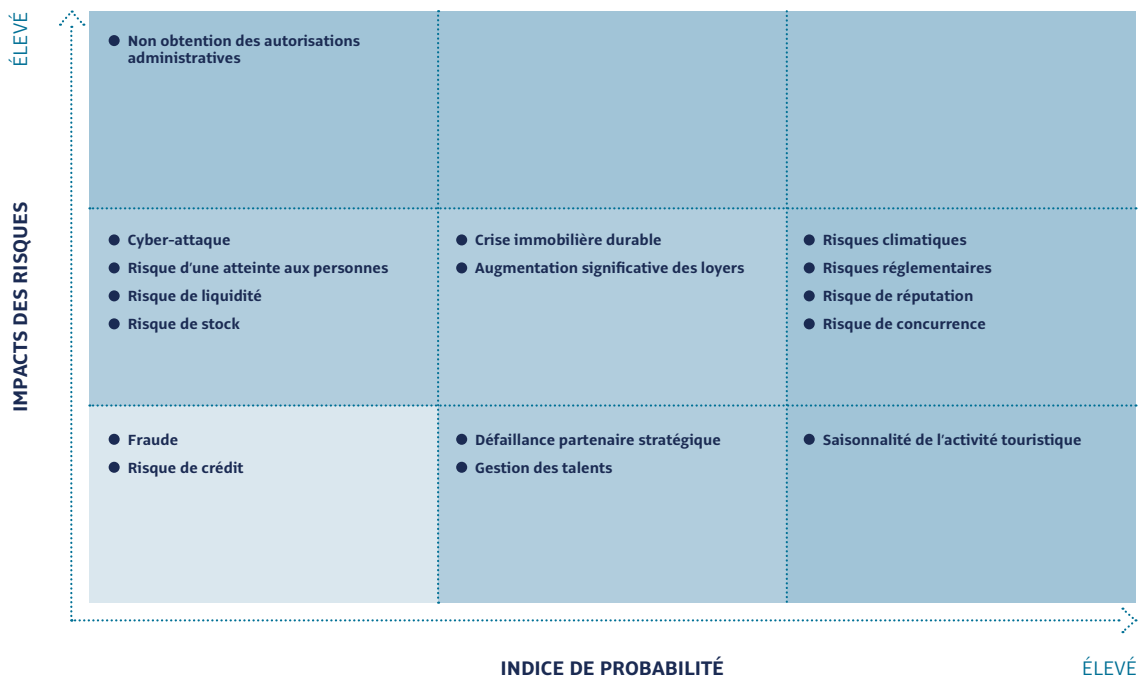 ÉLEVÉ
IMPACTS DES RISQUES
● Non obtention des autorisations
administratives
● Cyber-attaque
● Risque d'une atteinte aux personnes
● Risque de liquidité
● Risque de stock
● Crise immobilière durable
● Augmentation significative des loyers
● Risques climatiques
● Risques réglementaires
● Risque de réputation
● Risque de concurrence
● Fraude
● Risque de crédit
● Défaillance partenaire stratégique
● Gestion des talents
● Saisonnalité de l'activité touristique
INDICE DE PROBABILITÉ
ÉLEVÉ